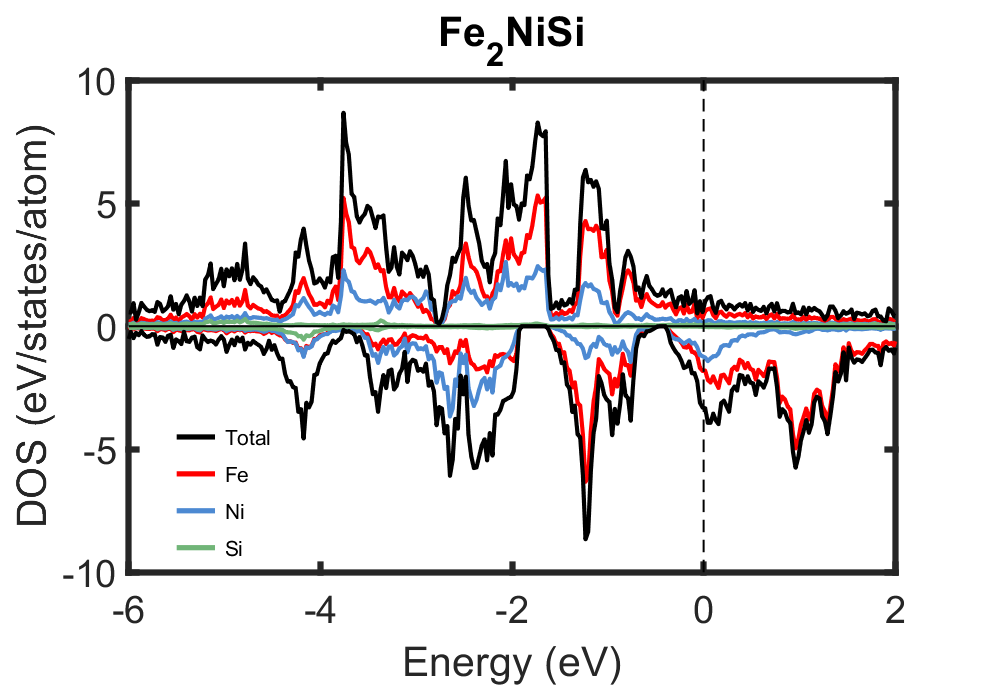 Fe2NiSi
10
5
0
-5
-10
DOS (eV/states/atom)
Total
Fe
Ni
Si
-6 -4 -2 0 2
Energy (eV)